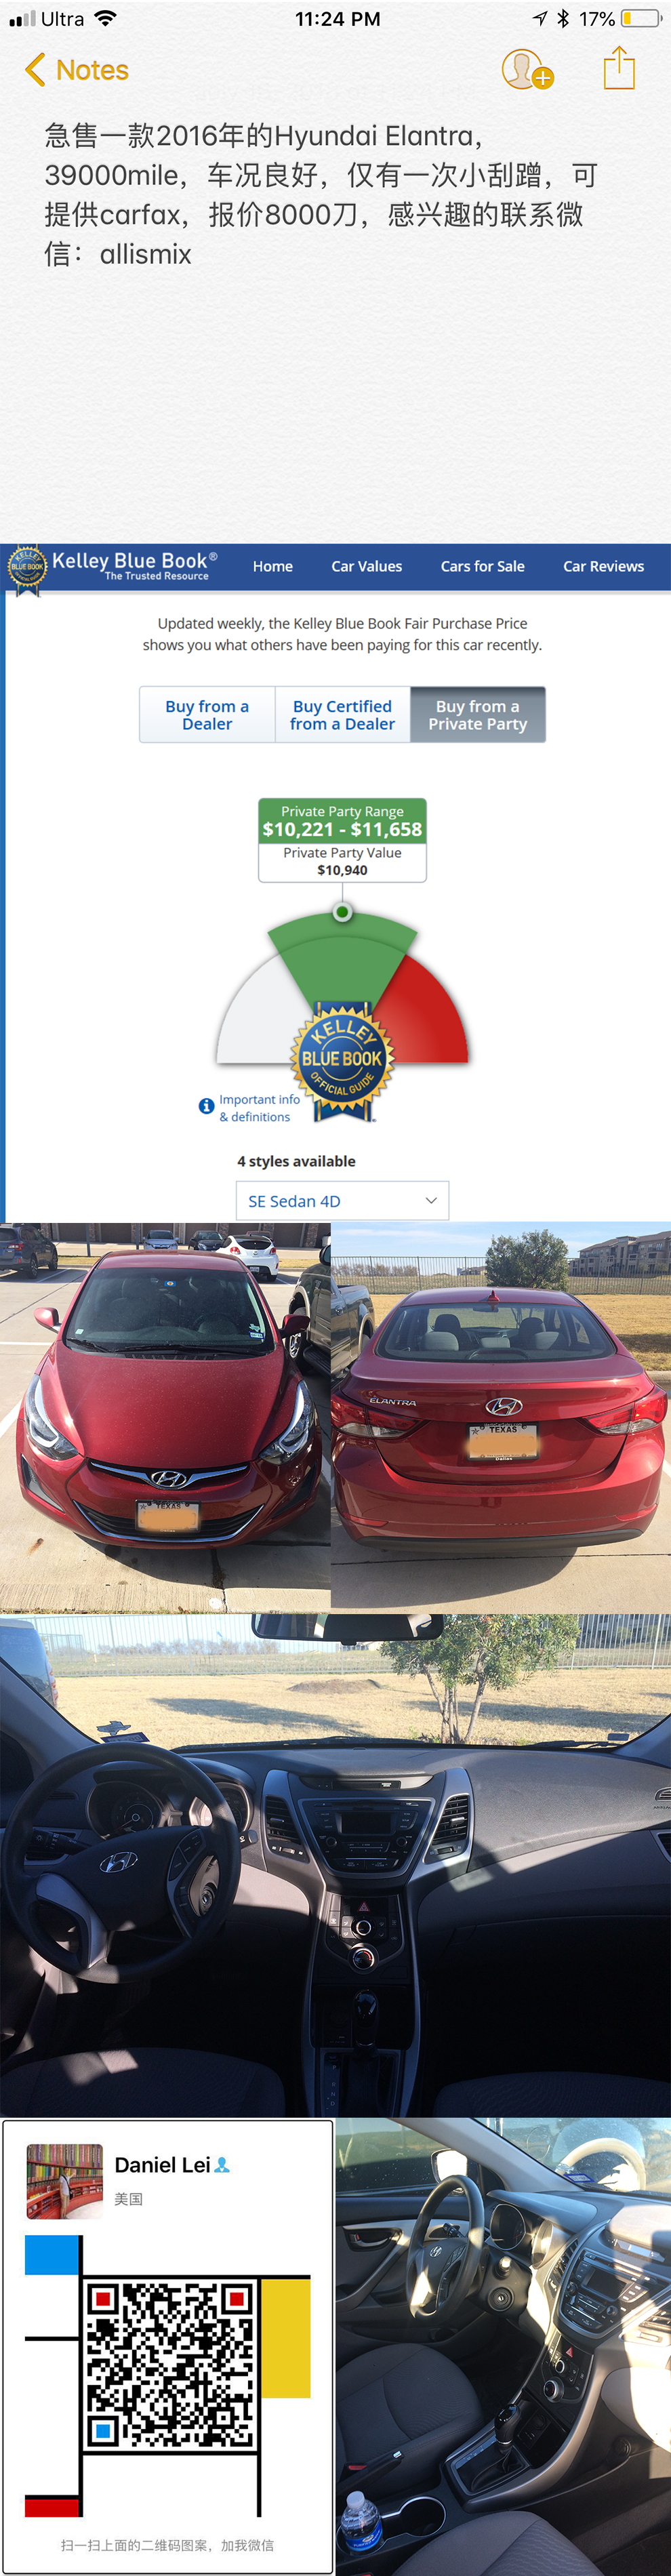 Ultra 11:24 PM 17%
Notes
急售一款2016年的Hyundai Elantra，
39000mile，车况良好，仅有一次小刮蹭，可
提供carfax，报价8000刀，感兴趣的联系微
信：allismix
KELLEY
BLUE BOOK
Kelley Blue Book®
The Trusted Resource
Home Car Values Cars for Sale Car Reviews
Updated weekly, the Kelley Blue Book Fair Purchase Price
shows you what others have been paying for this car recently.
Buy from a
Dealer
Buy Certified
from a Dealer
Buy from a
Private Party
Private Party Range
$10,221 - $11,658
Private Party Value
$10,940
KELLEY
BLUE BOOK
OFFICIAL GUIDE
Important info
& definitions
4 styles available
SE Sedan 4D
TEXAS
ELANTRA
TEXAS
Dallas
Daniel Lei
美国
扫一扫上面的二维码图案，加我微信